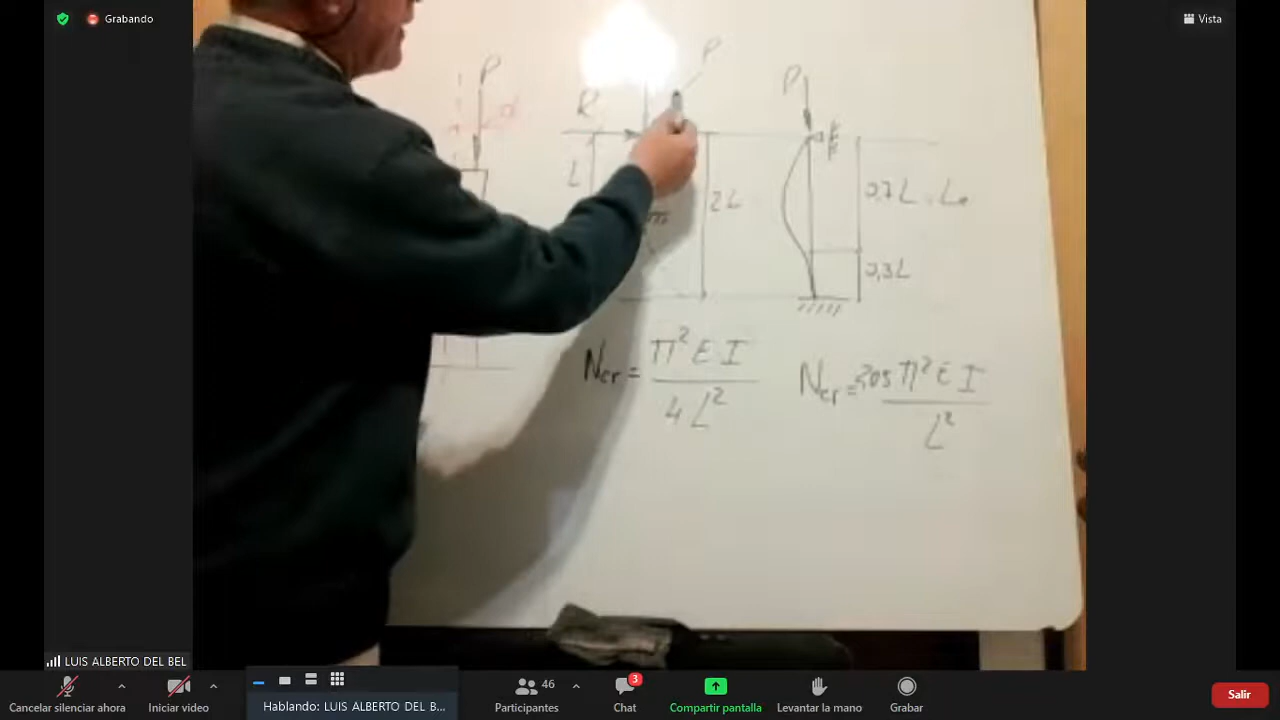 Grabando
Vista
P
d
R
P
P
L
2L
0,7L = Le
0,3L
Ncr = π² E I / 4 L²
Ncr = 2,05 π² E I / L²
LUIS ALBERTO DEL BEL
Cancelar silenciar ahora
Iniciar video
Hablando: LUIS ALBERTO DEL B...
46
Participantes
3
Chat
Compartir pantalla
Levantar la mano
Grabar
Salir